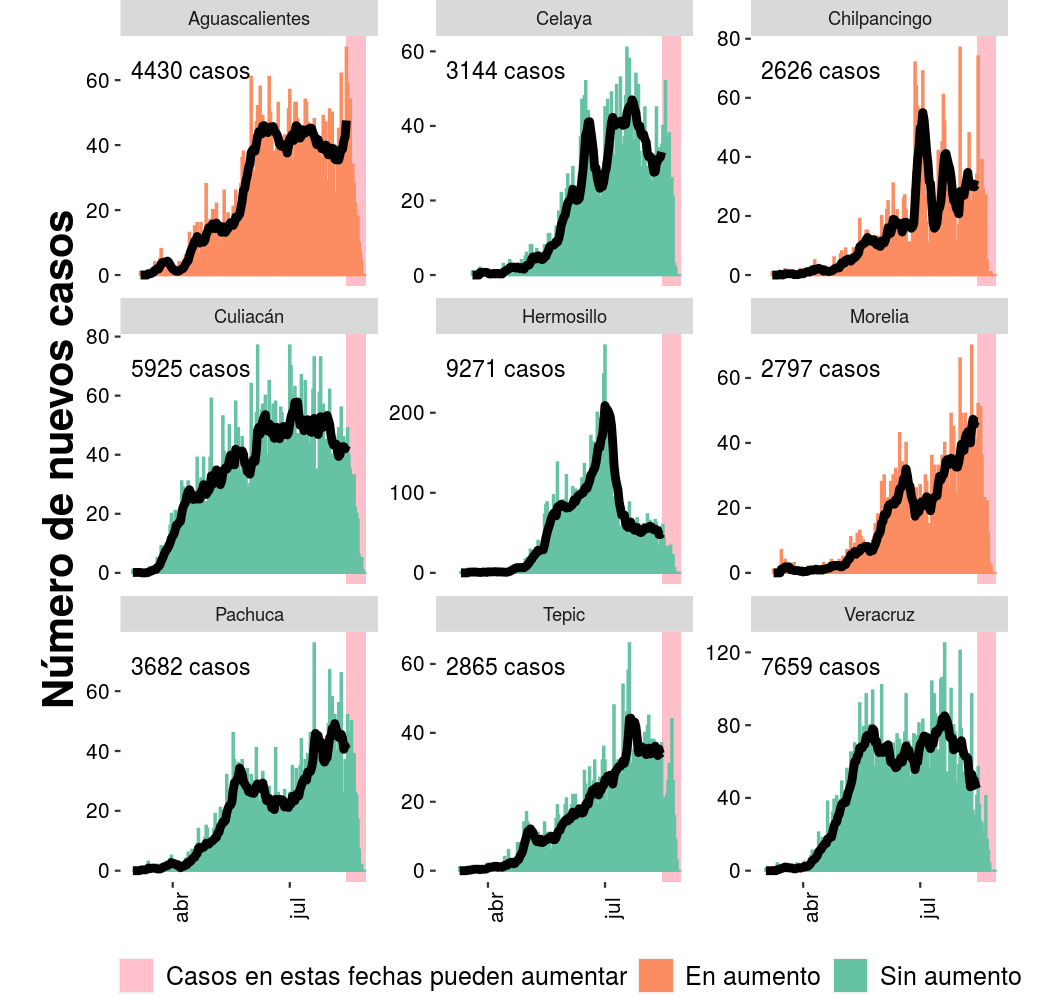 Número de nuevos casos
Aguascalientes
4430 casos
60
40
20
0
Celaya
3144 casos
60
40
20
0
Chilpancingo
2626 casos
80
60
40
20
0
Culiacán
5925 casos
80
60
40
20
0
Hermosillo
9271 casos
200
100
0
Morelia
2797 casos
60
40
20
0
Pachuca
3682 casos
60
40
20
0
abr
jul
Tepic
2865 casos
60
40
20
0
abr
jul
Veracruz
7659 casos
120
80
40
0
abr
jul
Casos en estas fechas pueden aumentar En aumento Sin aumento